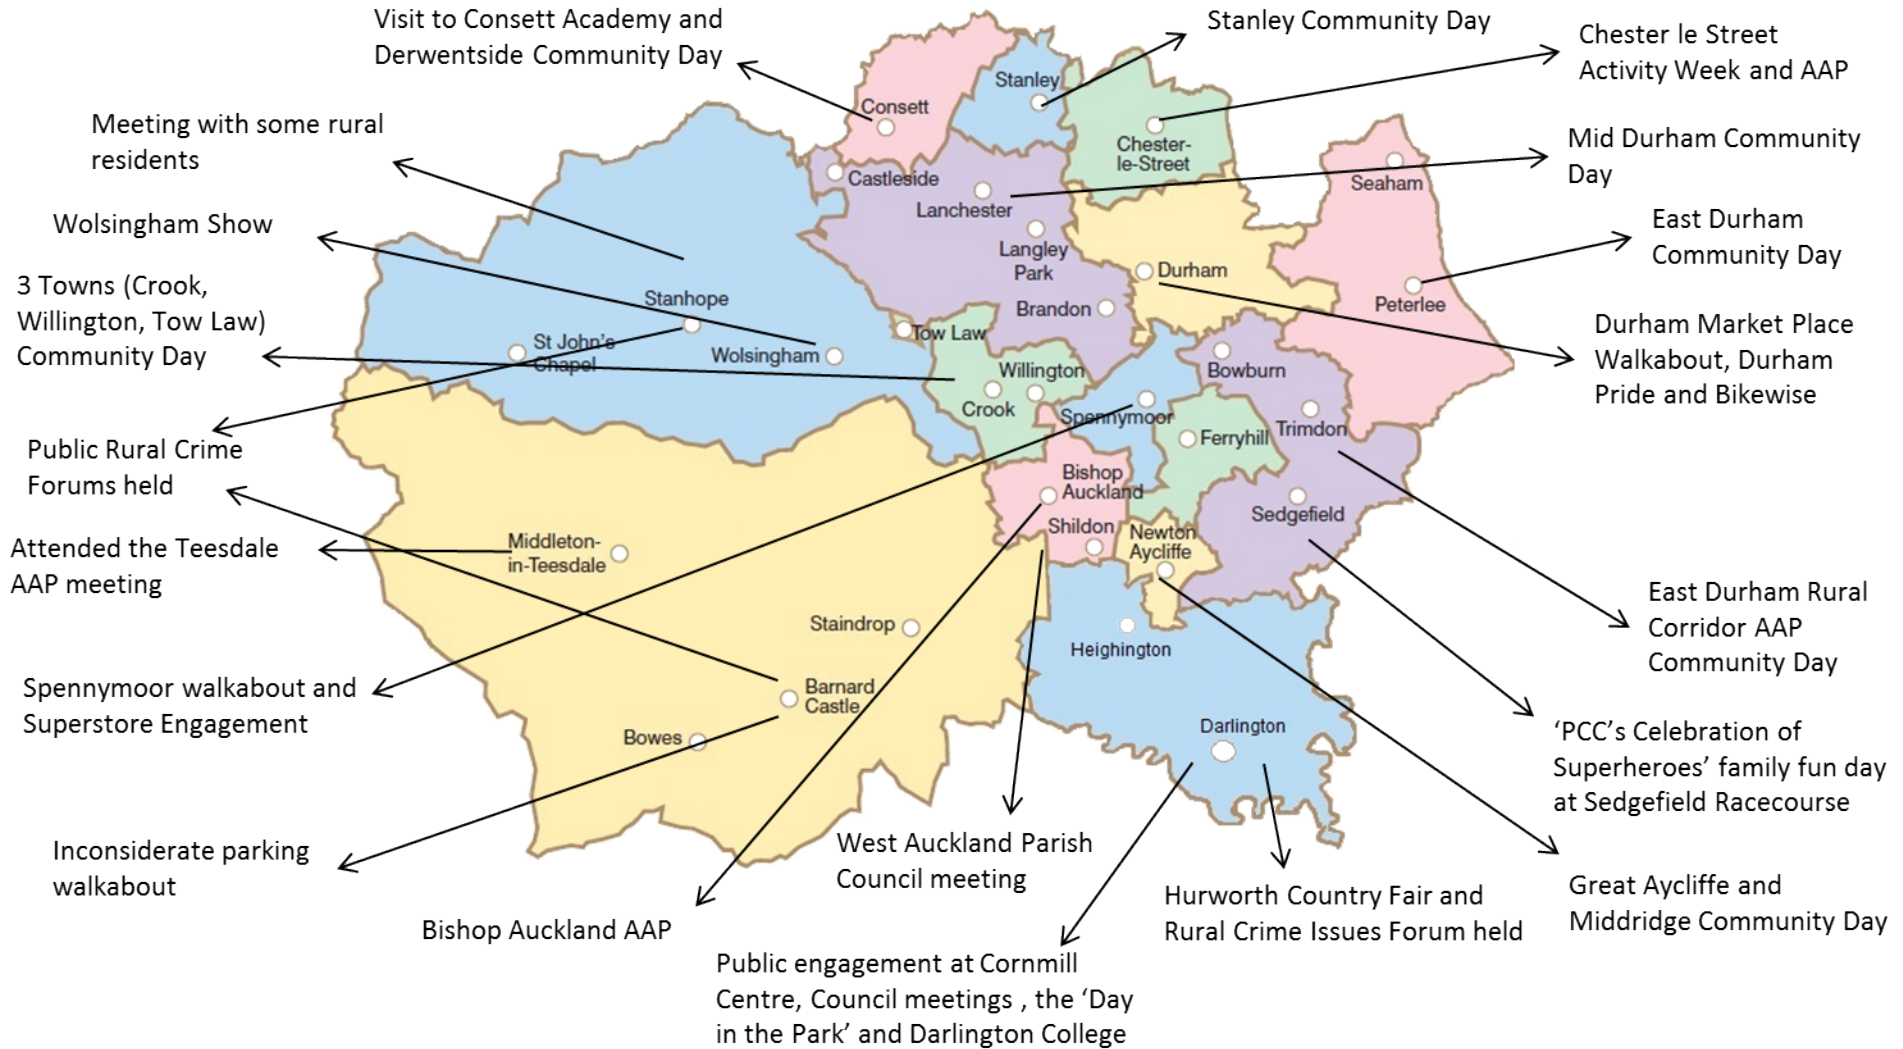 Visit to Consett Academy and
Derwentside Community Day
Stanley Community Day
Chester le Street
Activity Week and AAP
Meeting with some rural
residents
Mid Durham Community
Day
Wolsingham Show
East Durham
Community Day
3 Towns (Crook,
Willington, Tow Law)
Community Day
Durham Market Place
Walkabout, Durham
Pride and Bikewise
Public Rural Crime
Forums held
Attended the Teesdale
AAP meeting
East Durham Rural
Corridor AAP
Community Day
Spennymoor walkabout and
Superstore Engagement
‘PCC’s Celebration of
Superheroes’ family fun day
at Sedgefield Racecourse
Inconsiderate parking
walkabout
West Auckland Parish
Council meeting
Great Aycliffe and
Middridge Community Day
Hurworth Country Fair and
Rural Crime Issues Forum held
Bishop Auckland AAP
Public engagement at Cornmill
Centre, Council meetings , the ‘Day
in the Park’ and Darlington College
Stanley
Consett
Chester-
le-Street
Castleside
Lanchester
Seaham
Langley
Park
Durham
Brandon
Peterlee
Stanhope
Tow Law
St John's
Chapel
Wolsingham
Willington
Crook
Bowburn
Spennymoor
Trimdon
Ferryhill
Bishop
Auckland
Sedgefield
Shildon
Newton
Aycliffe
Middleton-
in-Teesdale
Staindrop
Heighington
Barnard
Castle
Bowes
Darlington